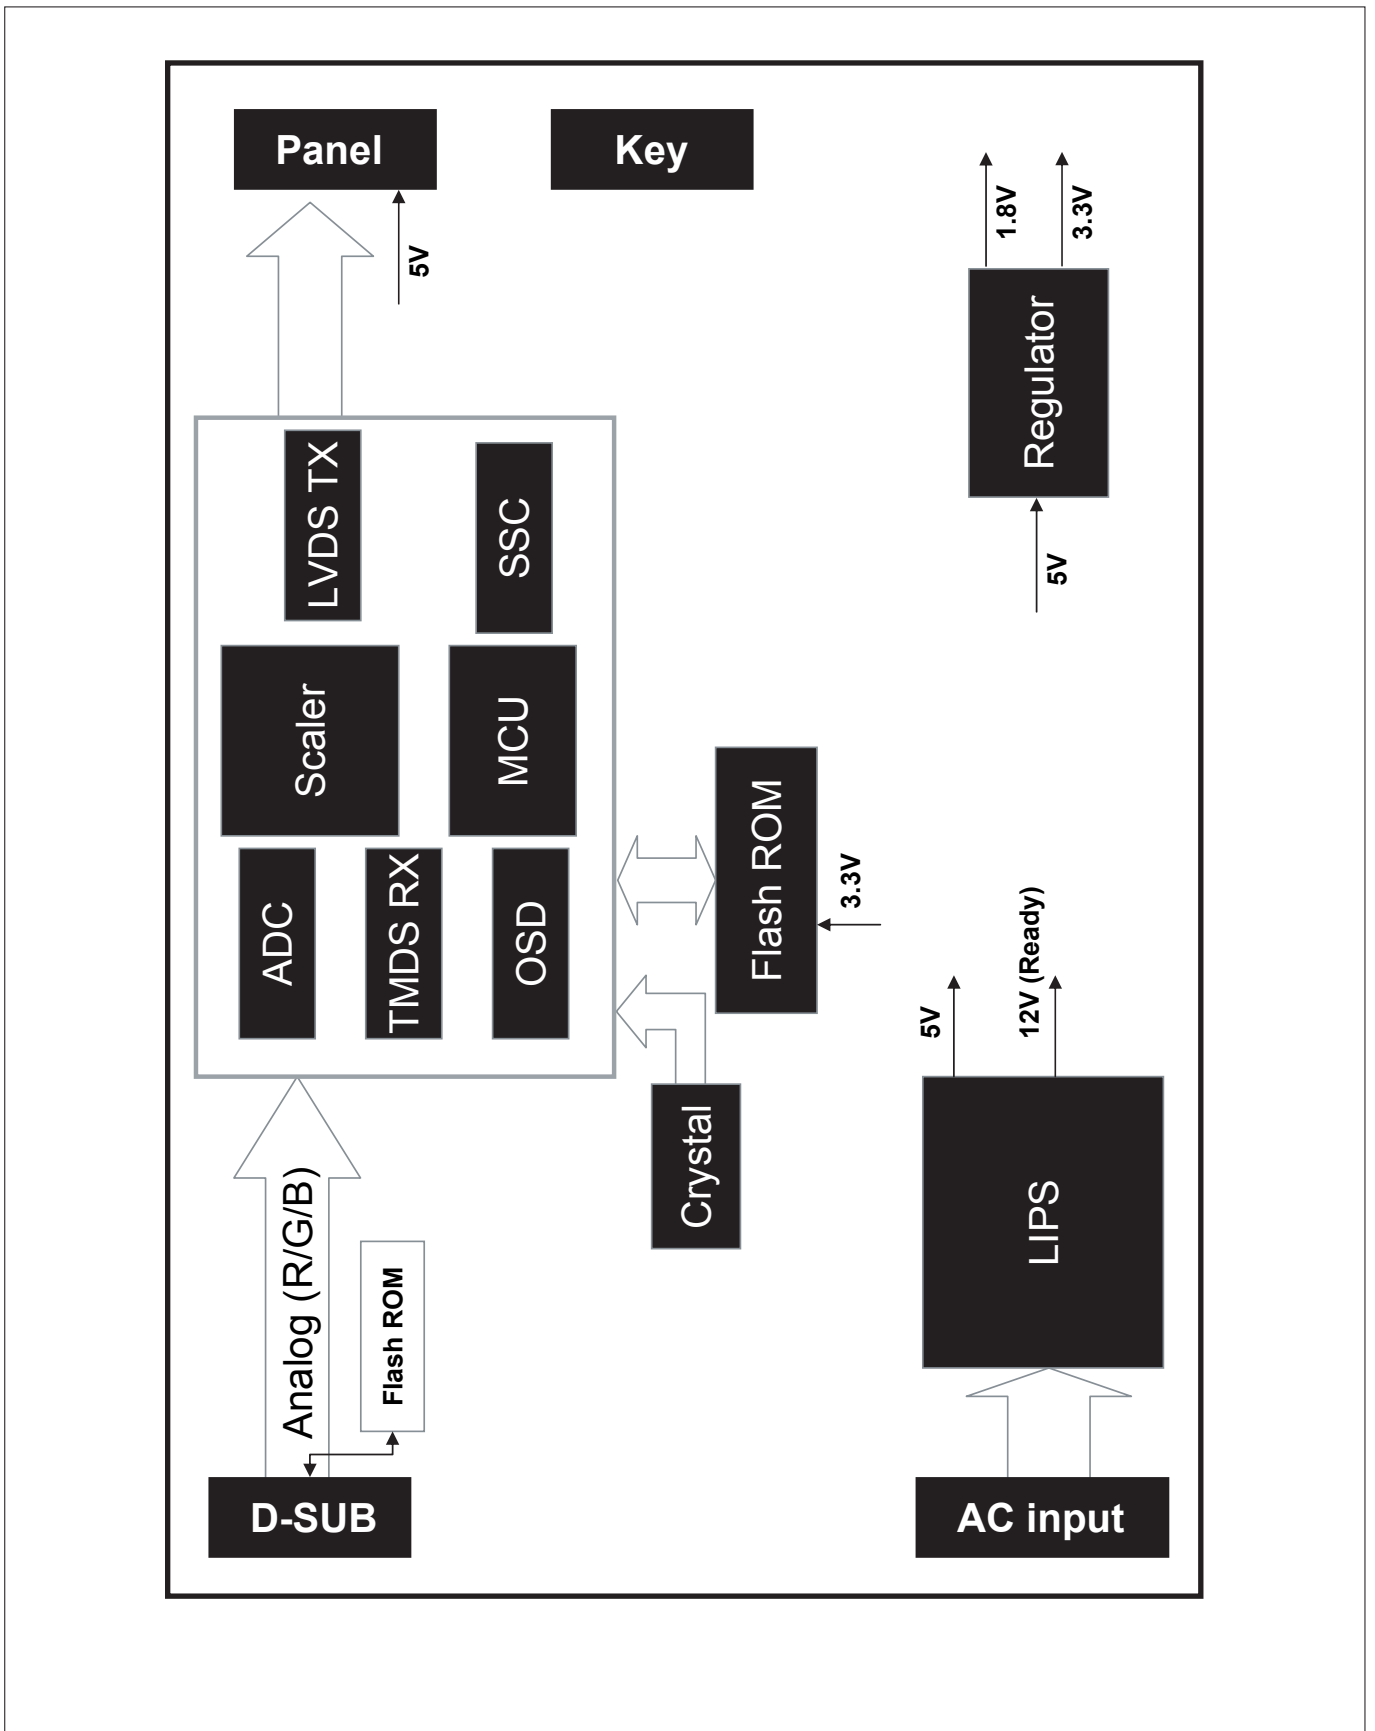 Panel
Key
5V
1.8V
3.3V
Regulator
5V
LVDS TX
SSC
Scaler
MCU
ADC
TMDS RX
OSD
Flash ROM
3.3V
Crystal
Analog (R/G/B)
Flash ROM
D-SUB
5V
12V (Ready)
LIPS
AC input